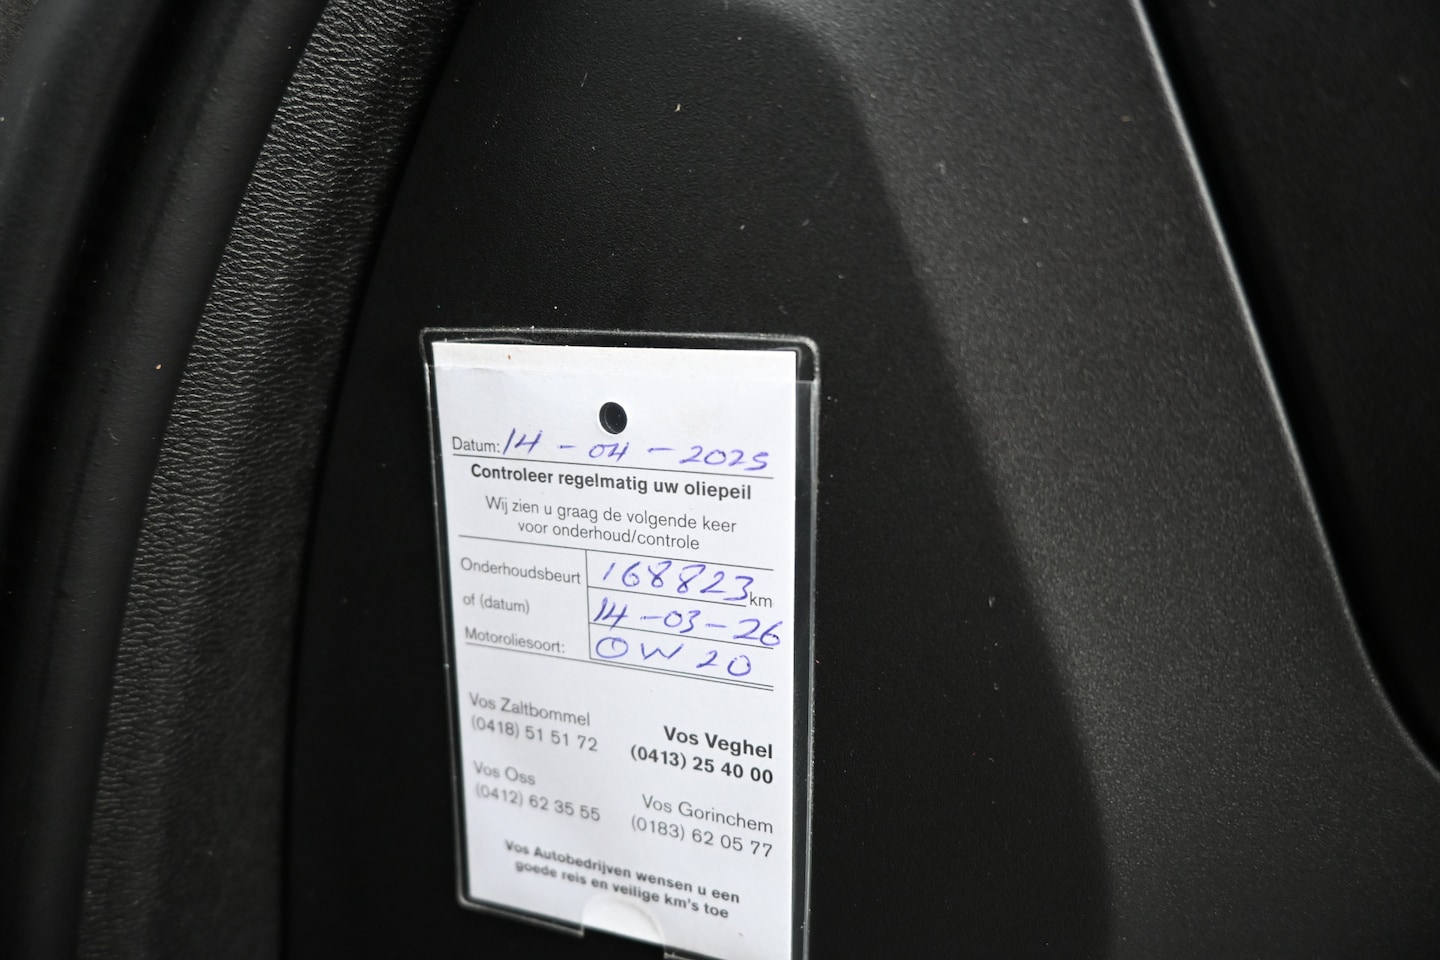 Datum: 14 - 04 - 2025
Controleer regelmatig uw oliepeil
Wij zien u graag de volgende keer
voor onderhoud/controle
Onderhoudsbeurt 168823 km
of (datum) 14 - 03 - 26
Motoroliesoort: 0W 20
Vos Zaltbommel
(0418) 51 51 72
Vos Veghel
(0413) 25 40 00
Vos Oss
(0412) 62 35 55
Vos Gorinchem
(0183) 62 05 77
Vos Autobedrijven wensen u een
goede reis en veilige km's toe